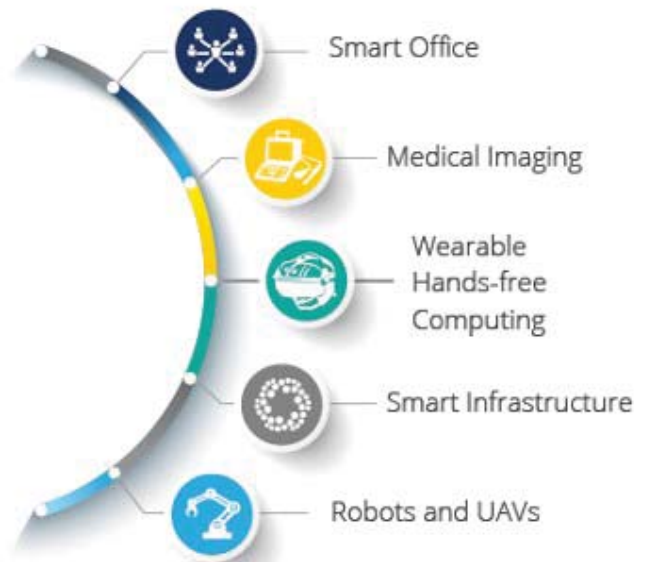 Smart Office
Medical Imaging
Wearable
Hands-free
Computing
Smart Infrastructure
Robots and UAVs